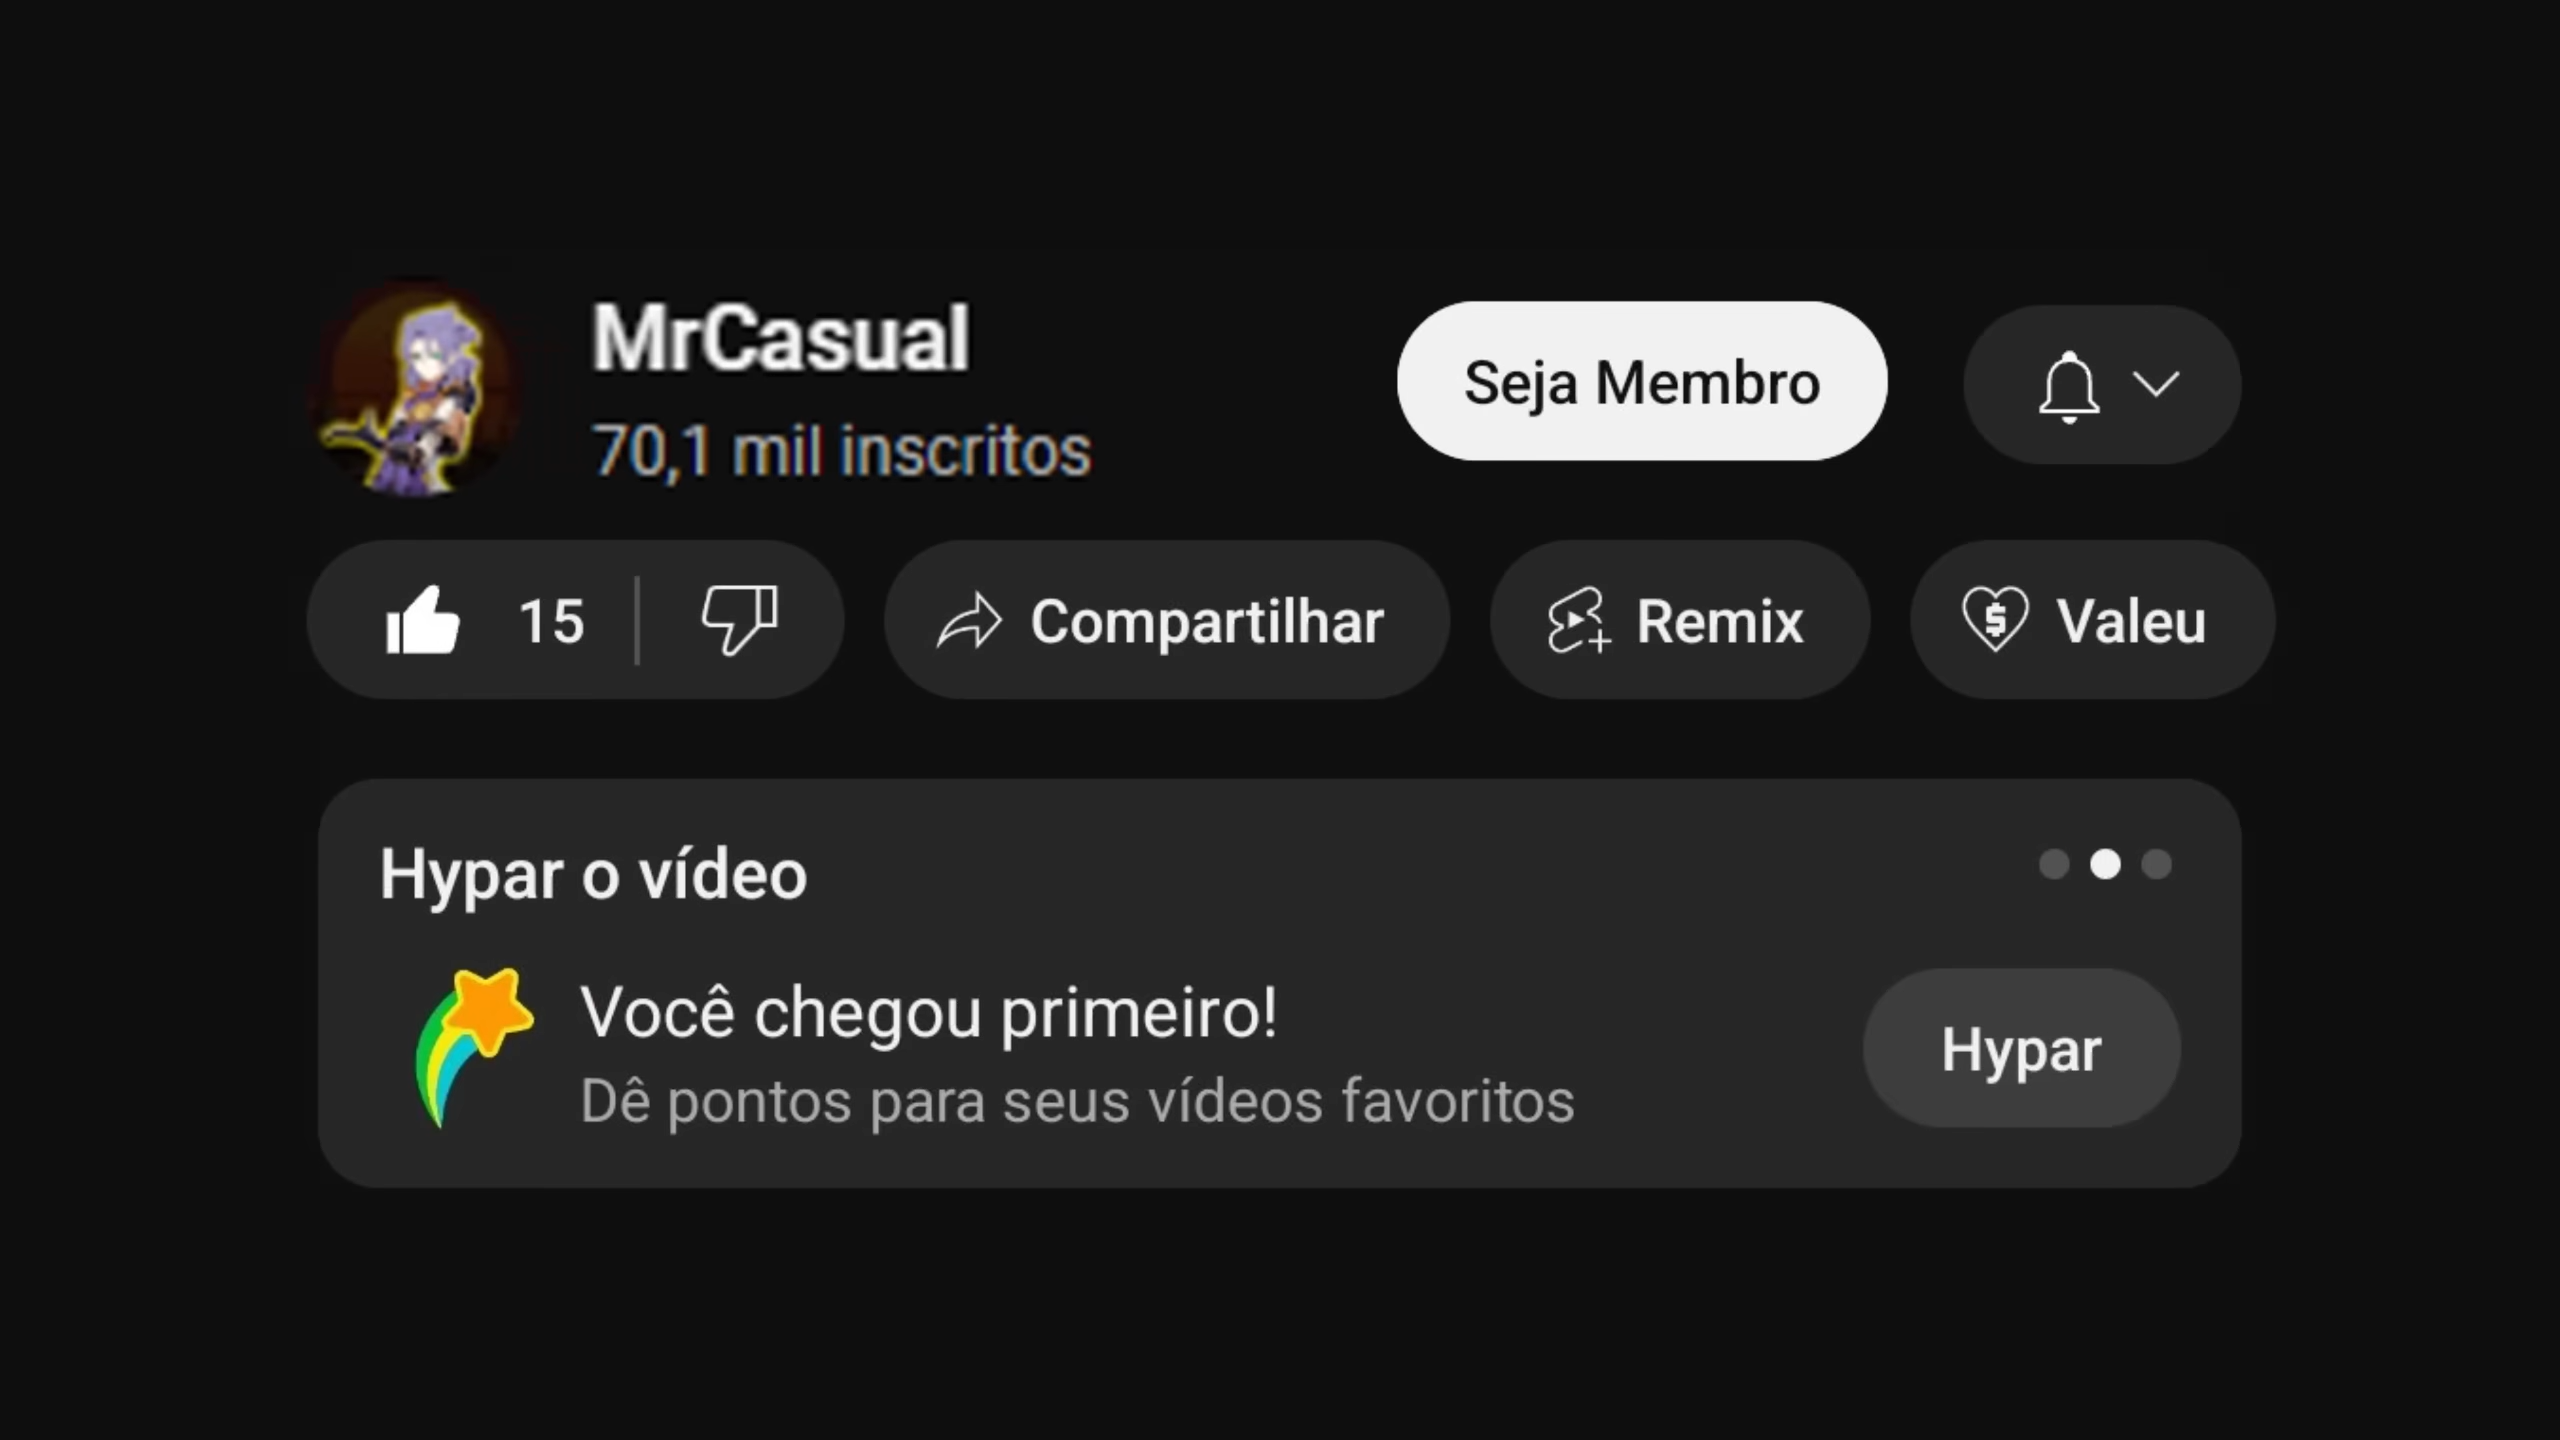 MrCasual
70,1 mil inscritos
Seja Membro
15
Compartilhar
Remix
Valeu
Hypar o vídeo
Você chegou primeiro!
Dê pontos para seus vídeos favoritos
Hypar